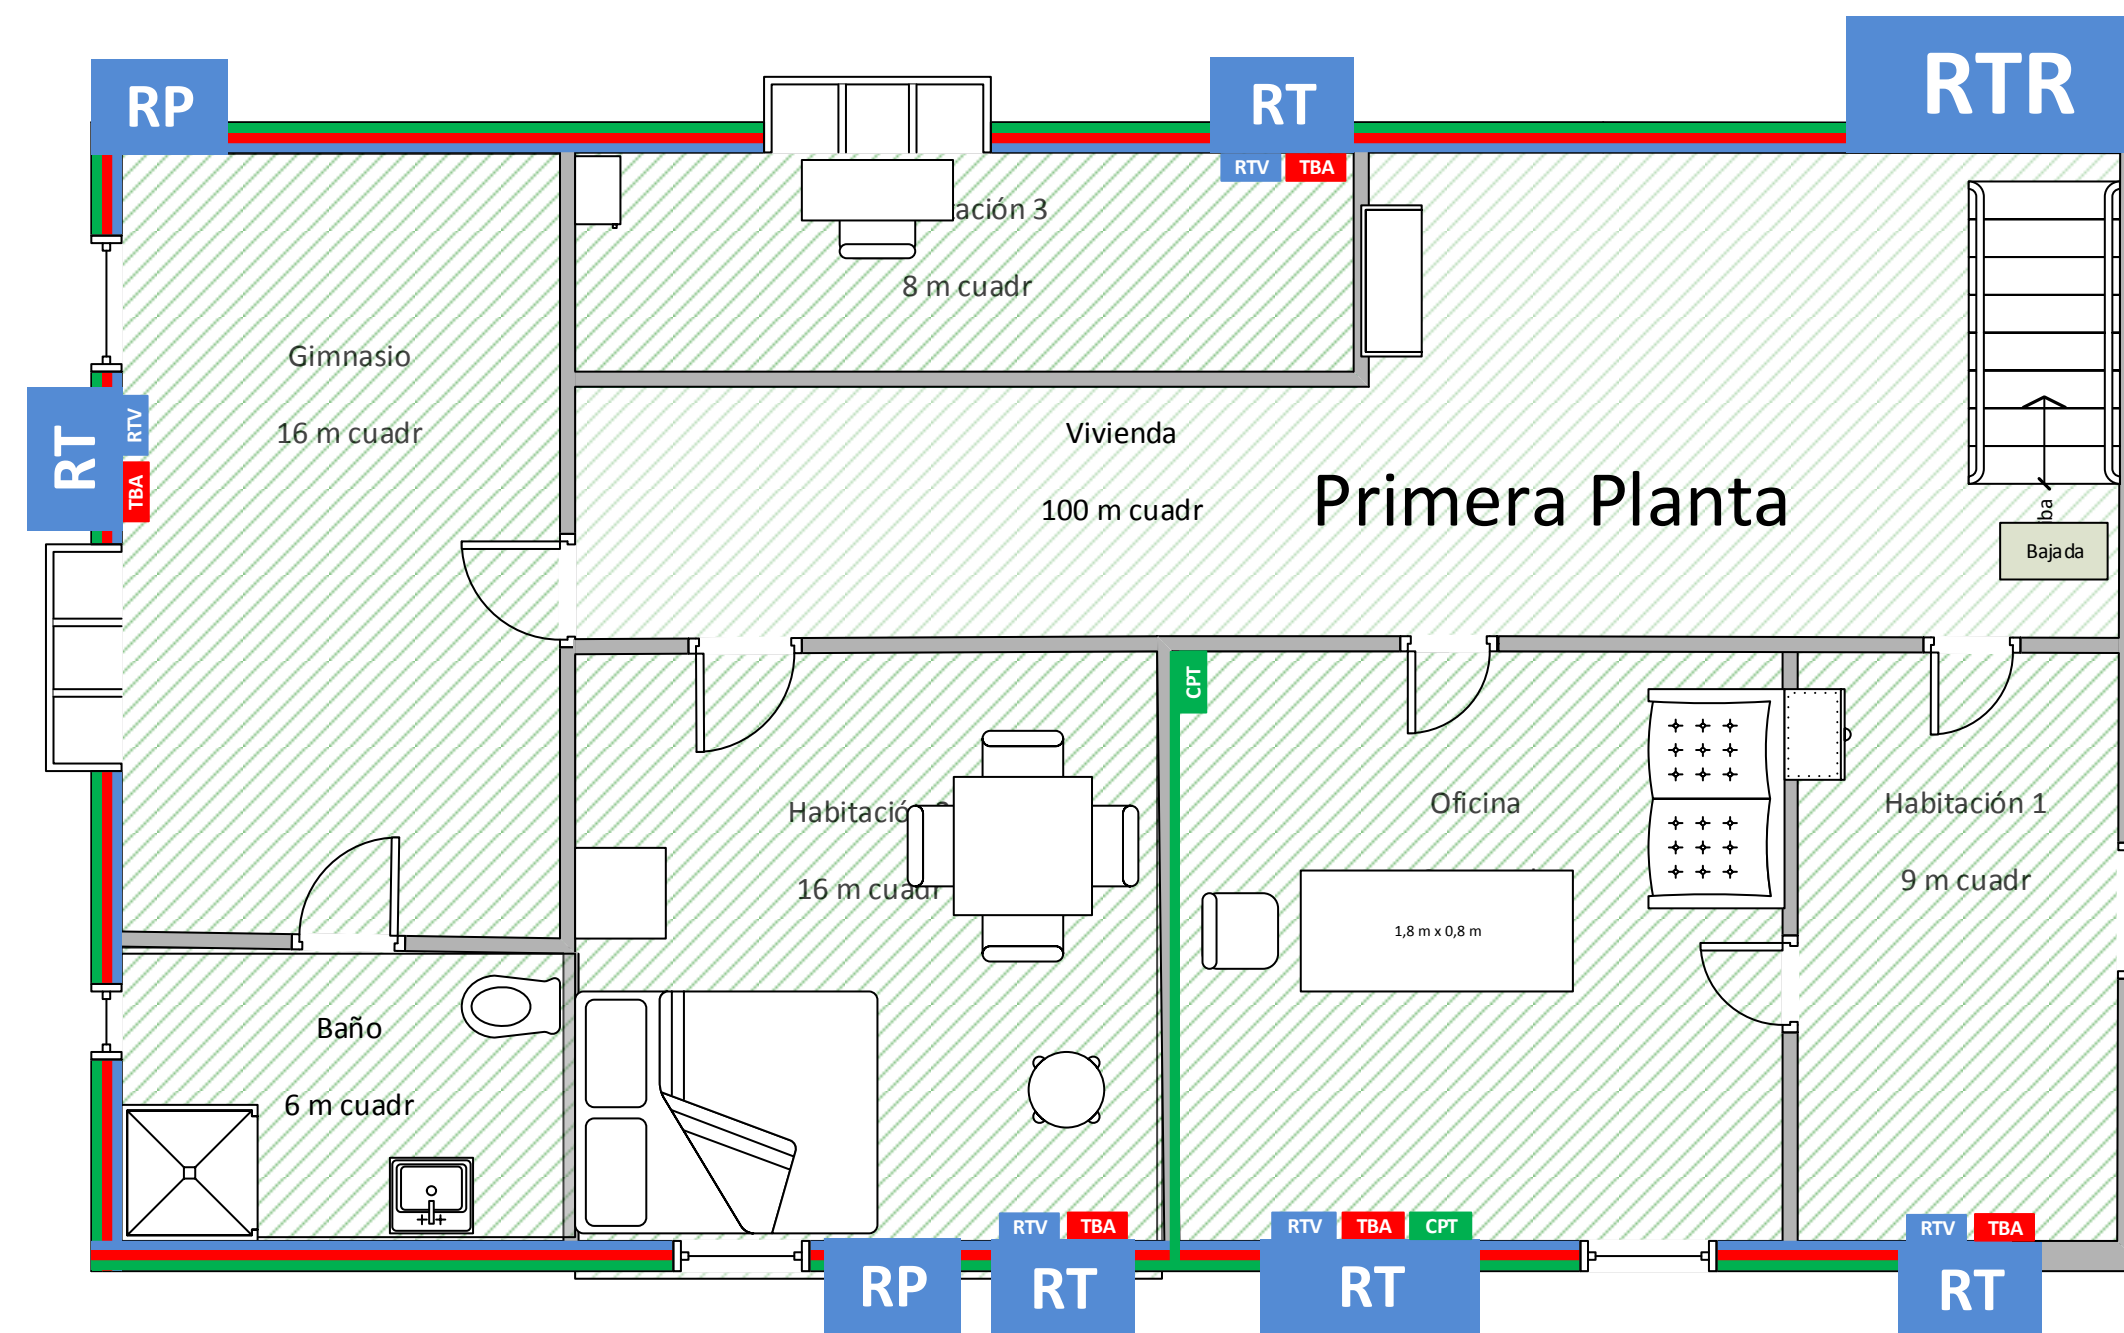 RP
RT
RTR
RTV
TBA
ación 3
8 m cuadr
Gimnasio
16 m cuadr
RT
RTV
TBA
Vivienda
100 m cuadr
Primera Planta
Bajada
CPT
Habitació
16 m cuadr
Oficina
1,8 m x 0,8 m
Habitación 1
9 m cuadr
Baño
6 m cuadr
RTV
TBA
RTV
TBA
CPT
RTV
TBA
RP
RT
RT
RT